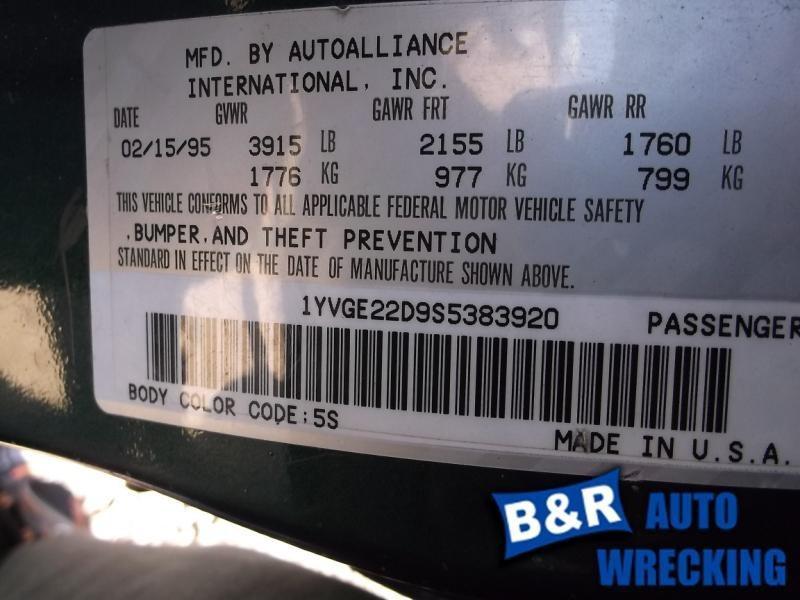 MFD. BY AUTOALLIANCE
INTERNATIONAL, INC.
DATE GVWR GAWR FRT GAWR RR
02/15/95 3915 LB 2155 LB 1760 LB
1776 KG 977 KG 799 KG
THIS VEHICLE CONFORMS TO ALL APPLICABLE FEDERAL MOTOR VEHICLE SAFETY
,BUMPER,AND THEFT PREVENTION
STANDARD IN EFFECT ON THE DATE OF MANUFACTURE SHOWN ABOVE.
1YVGE22D9S5383920 PASSENGER
BODY COLOR CODE:5S
MADE IN U.S.A.
B&R AUTO
WRECKING